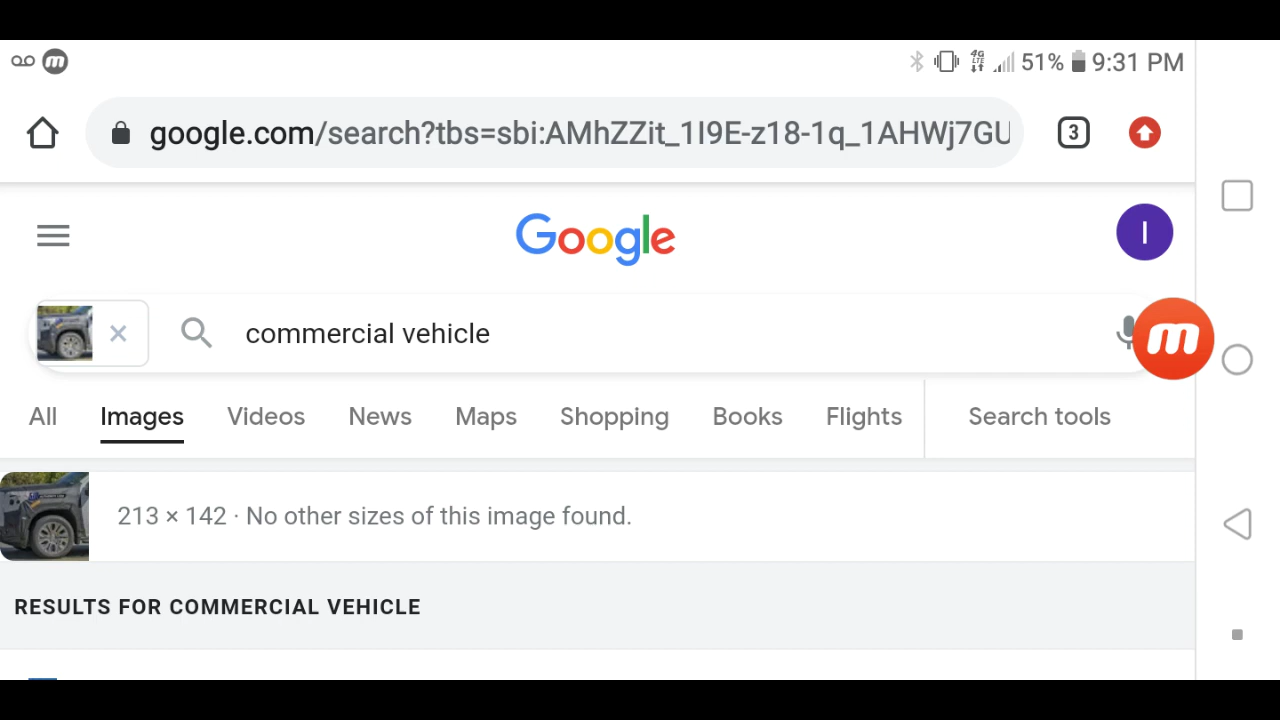 51% 9:31 PM
google.com/search?tbs=sbi:AMhZZit_1I9E-z18-1q_1AHWj7GU
3
Google
I
commercial vehicle
All Images Videos News Maps Shopping Books Flights Search tools
213 × 142 · No other sizes of this image found.
RESULTS FOR COMMERCIAL VEHICLE